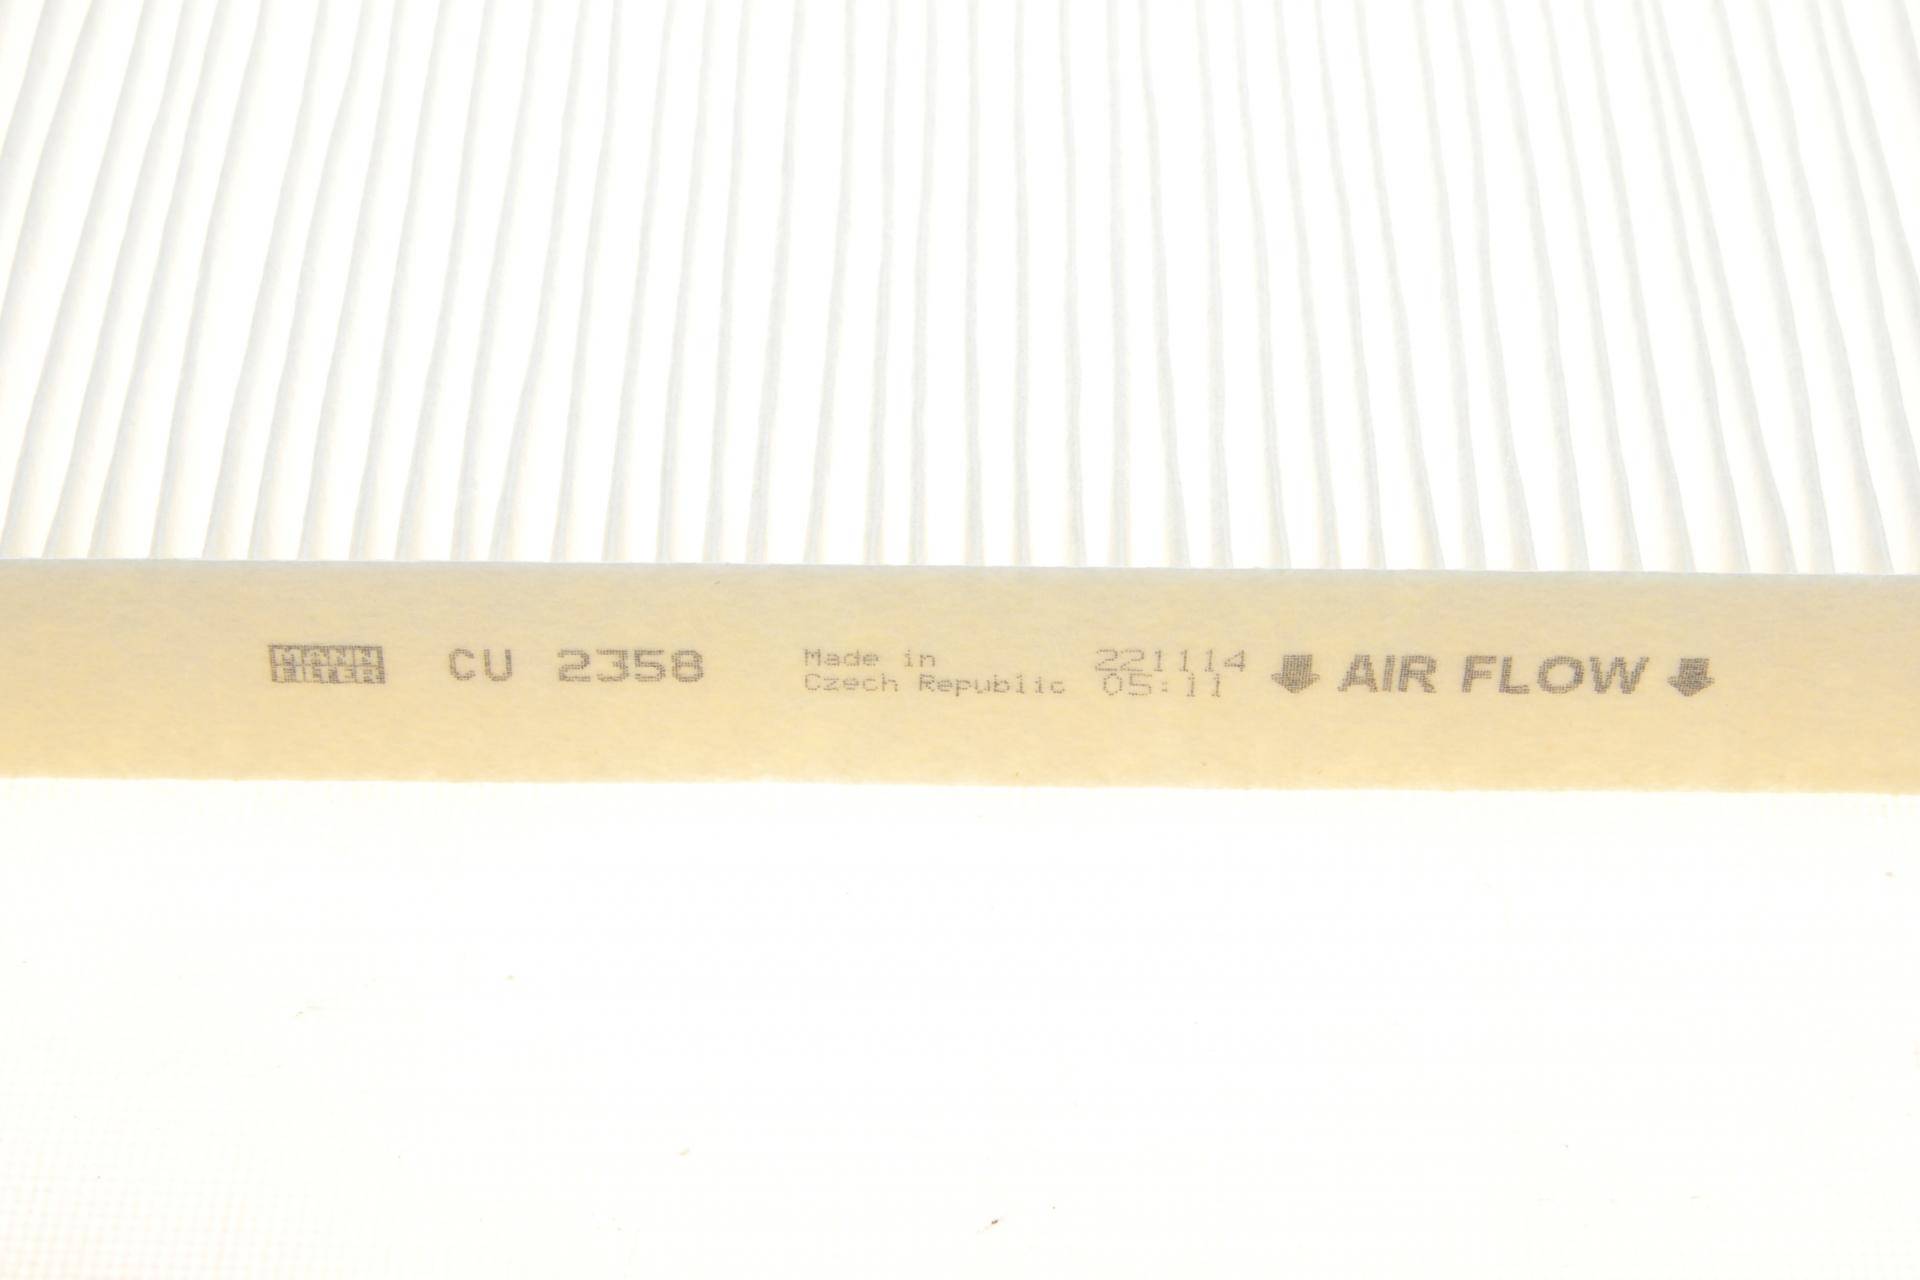 MANN
FILTER
CU 2358
Made in
Czech Republic
221114
05:11
AIR FLOW